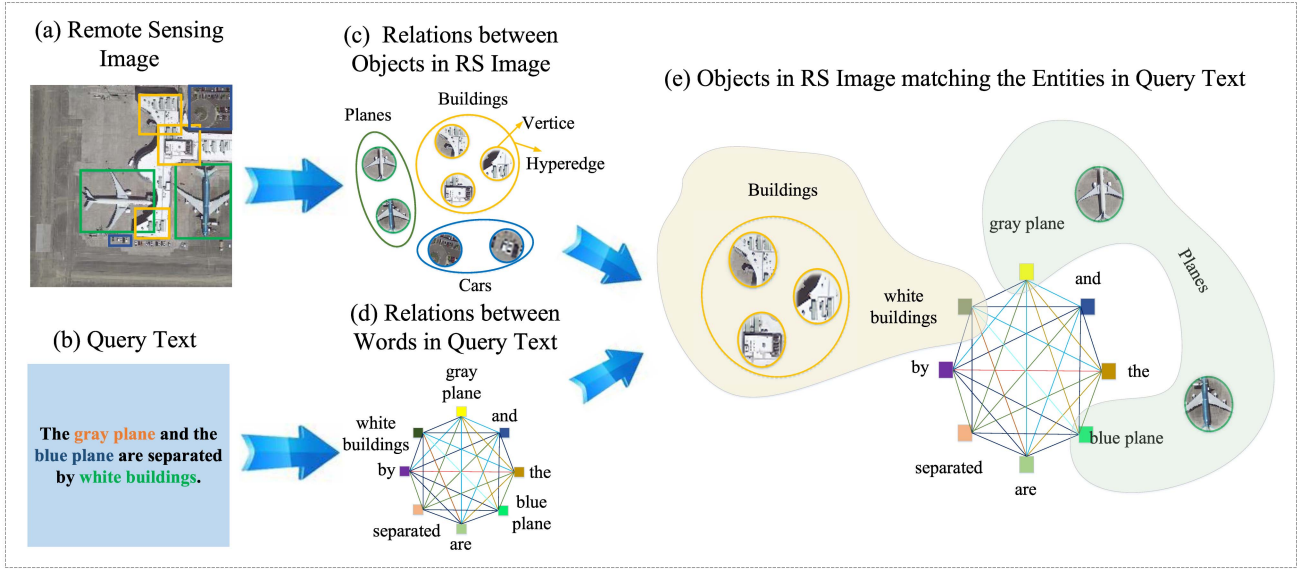 (a) Remote Sensing
Image
(b) Query Text
The gray plane and the
blue plane are separated
by white buildings.
(c) Relations between
Objects in RS Image
Buildings
Planes
Vertice
Hyperedge
Cars
(d) Relations between
Words in Query Text
gray
plane
and
white
buildings
by
the
blue
plane
separated
are
(e) Objects in RS Image matching the Entities in Query Text
Buildings
gray plane
Planes
and
white
buildings
by
the
blue plane
separated
are